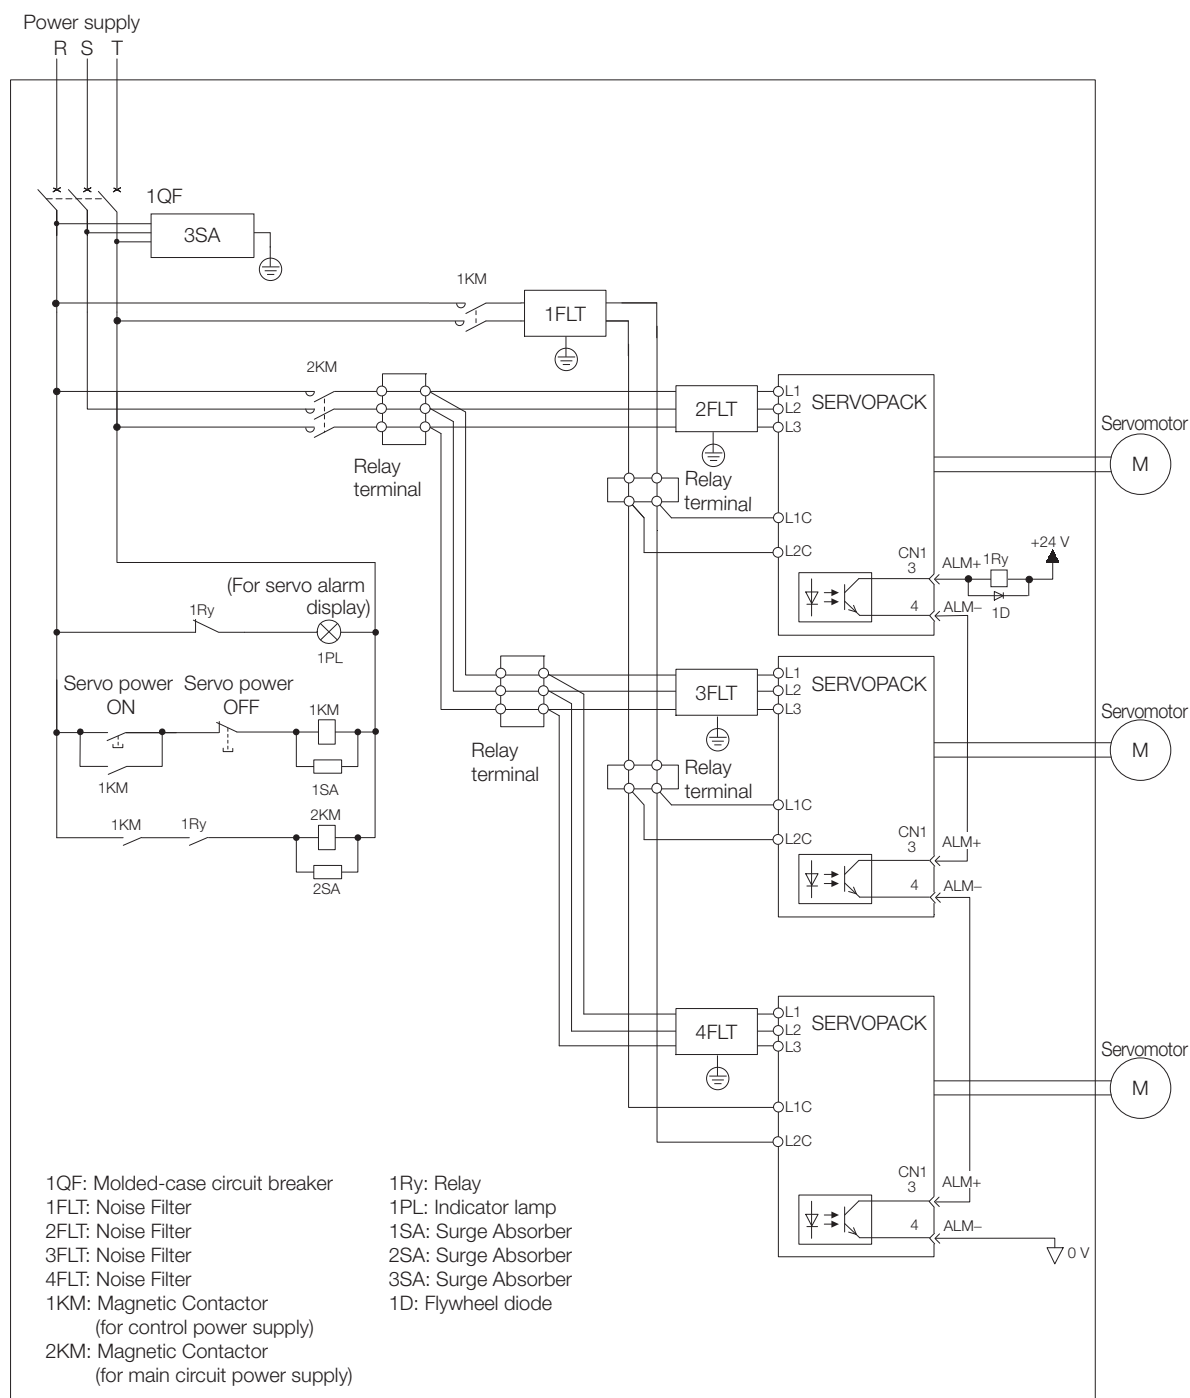 Power supply
R S T
1QF
3SA
1KM
1FLT
2KM
2FLT
L1
L2
L3
SERVOPACK
Servomotor
M
Relay
terminal
Relay
terminal
L1C
L2C
CN1
3
ALM+
1Ry
+24 V
4
ALM–
1D
(For servo alarm
display)
1Ry
1PL
Servo power
ON
Servo power
OFF
1KM
1KM
1SA
1KM
1Ry
2KM
2SA
3FLT
L1
L2
L3
SERVOPACK
Servomotor
M
Relay
terminal
Relay
terminal
L1C
L2C
CN1
3
ALM+
4
ALM–
4FLT
L1
L2
L3
SERVOPACK
Servomotor
M
L1C
L2C
CN1
3
ALM+
4
ALM–
0 V
1QF: Molded-case circuit breaker
1FLT: Noise Filter
2FLT: Noise Filter
3FLT: Noise Filter
4FLT: Noise Filter
1KM: Magnetic Contactor
(for control power supply)
2KM: Magnetic Contactor
(for main circuit power supply)
1Ry: Relay
1PL: Indicator lamp
1SA: Surge Absorber
2SA: Surge Absorber
3SA: Surge Absorber
1D: Flywheel diode